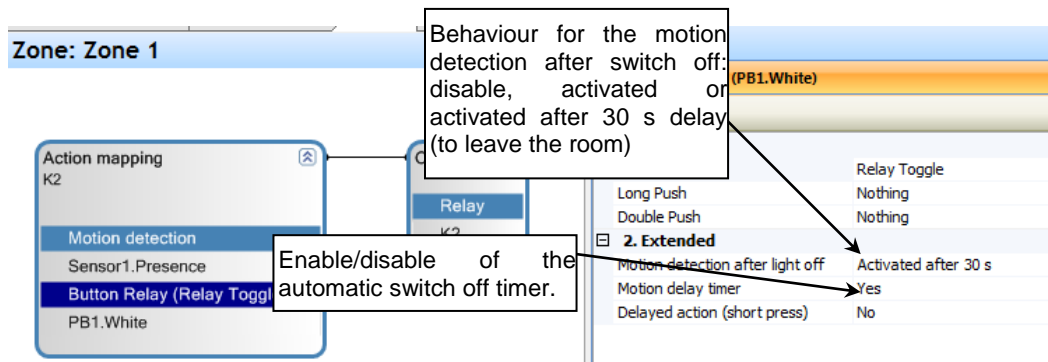 Zone: Zone 1
Behaviour for the motion
detection after switch off:
disable, activated or
activated after 30 s delay
(to leave the room)
(PB1.White)
Action mapping
K2
Motion detection
Sensor1.Presence
Button Relay (Relay Toggl
PB1.White
Relay
K2
Enable/disable of the
automatic switch off timer.
Relay Toggle
Long Push Nothing
Double Push Nothing
2. Extended
Motion detection after light off Activated after 30 s
Motion delay timer Yes
Delayed action (short press) No